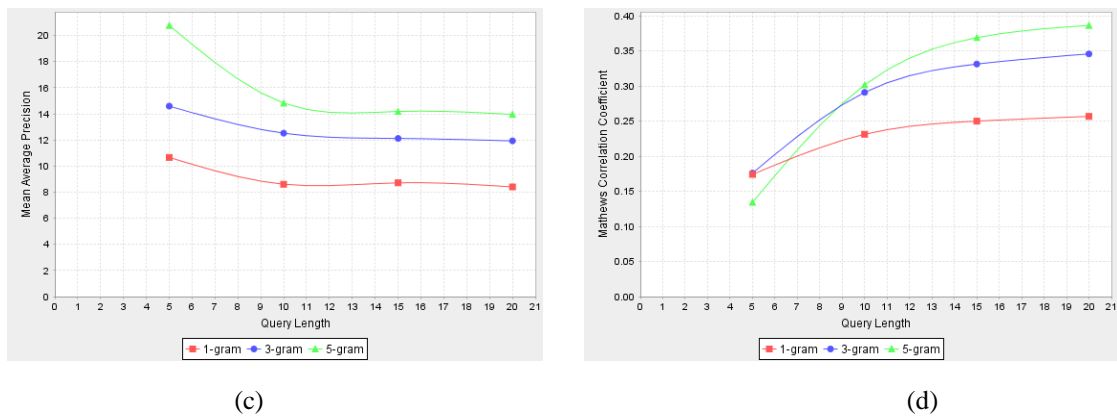 20
18
16
14
12
10
8
6
4
2
0
Mean Average Precision
0 1 2 3 4 5 6 7 8 9 10 11 12 13 14 15 16 17 18 19 20 21
Query Length
1-gram 3-gram 5-gram
(c)
0.40
0.35
0.30
0.25
0.20
0.15
0.10
0.05
0.00
Mathews Correlation Coefficient
0 1 2 3 4 5 6 7 8 9 10 11 12 13 14 15 16 17 18 19 20 21
Query Length
1-gram 3-gram 5-gram
(d)